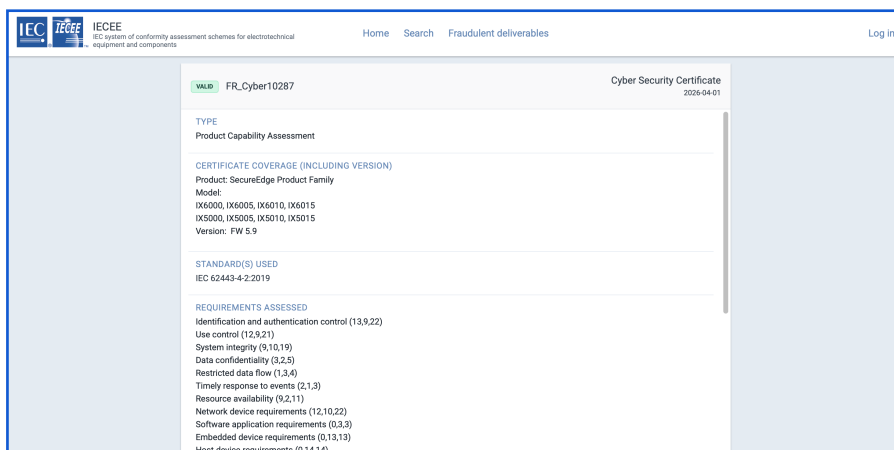 IEC
IECEE
IECEE
IEC system of conformity assessment schemes for electrotechnical
equipment and components
Home
Search
Fraudulent deliverables
Log in
VALID
FR_Cyber10287
Cyber Security Certificate
2026-04-01
TYPE
Product Capability Assessment
CERTIFICATE COVERAGE (INCLUDING VERSION)
Product: SecureEdge Product Family
Model:
IX6000, IX6005, IX6010, IX6015
IX5000, IX5005, IX5010, IX5015
Version: FW 5.9
STANDARD(S) USED
IEC 62443-4-2:2019
REQUIREMENTS ASSESSED
Identification and authentication control (13,9,22)
Use control (12,9,21)
System integrity (9,10,19)
Data confidentiality (3,2,5)
Restricted data flow (1,3,4)
Timely response to events (2,1,3)
Resource availability (9,2,11)
Network device requirements (12,10,22)
Software application requirements (0,3,3)
Embedded device requirements (0,13,13)
Host device requirements (0,14,14)